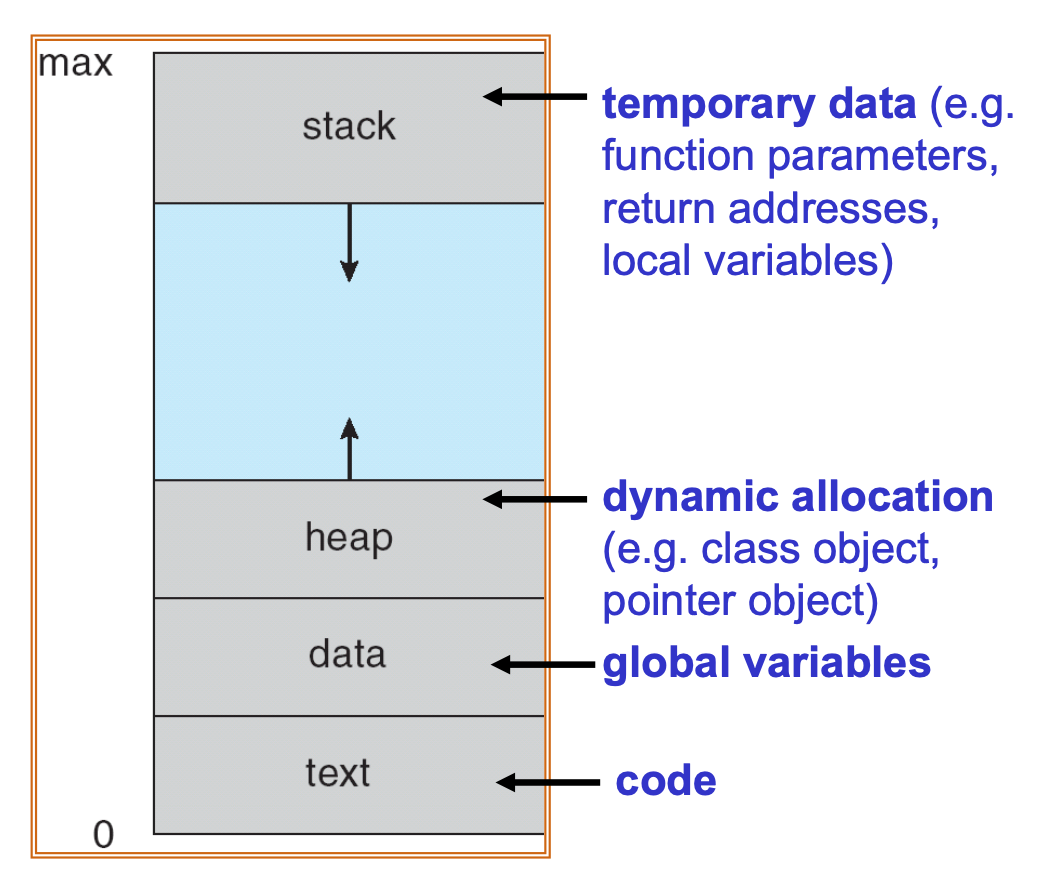 max
stack
temporary data (e.g.
function parameters,
return addresses,
local variables)
heap
dynamic allocation
(e.g. class object,
pointer object)
data
global variables
text
code
0